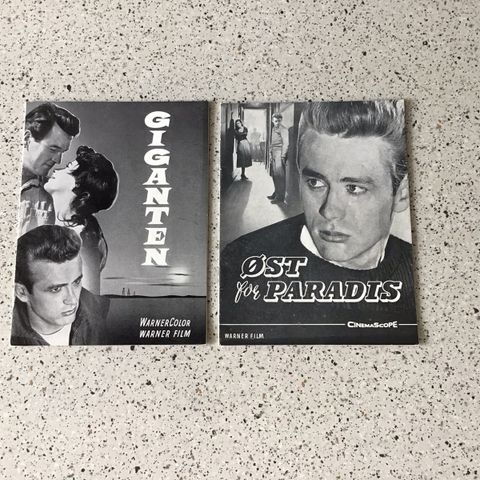 GIGANTEN
WARNERCOLOR
WARNER FILM
ØST
for PARADIS
CINEMASCOPE
WARNER FILM